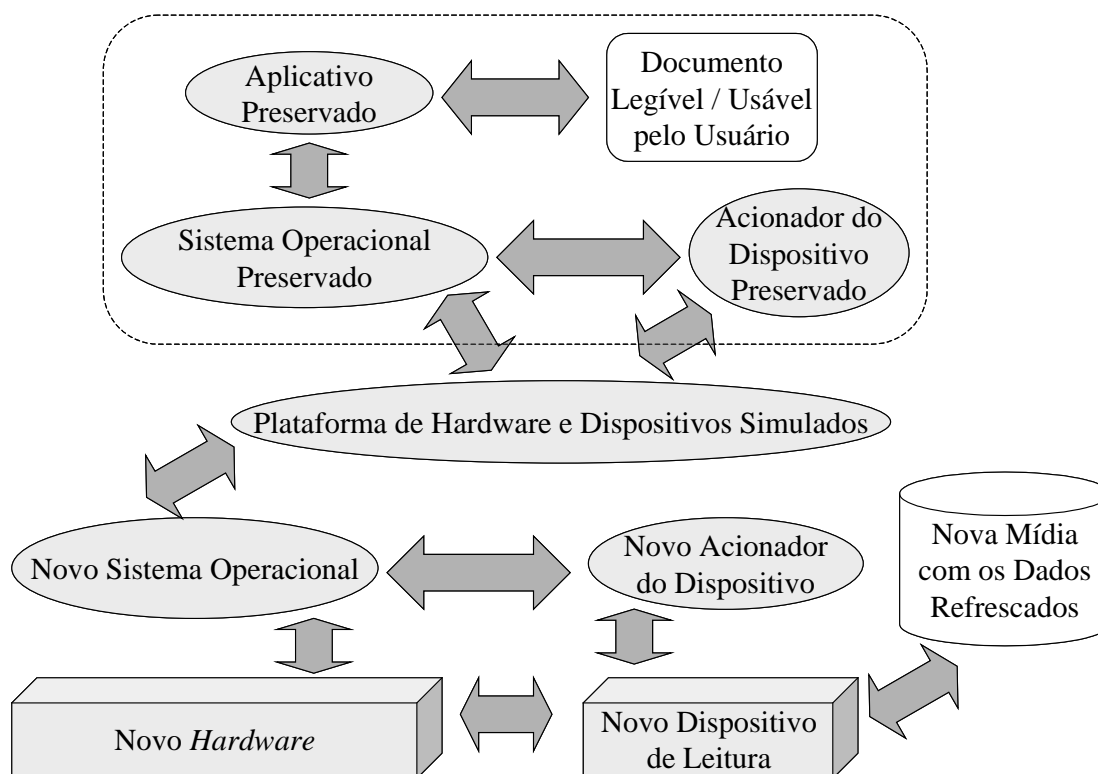 Aplicativo
Preservado
Documento
Legível / Usável
pelo Usuário
Sistema Operacional
Preservado
Acionador do
Dispositivo
Preservado
Plataforma de Hardware e Dispositivos Simulados
Novo Sistema Operacional
Novo Acionador
do Dispositivo
Nova Mídia
com os Dados
Refrescados
Novo Hardware
Novo Dispositivo
de Leitura